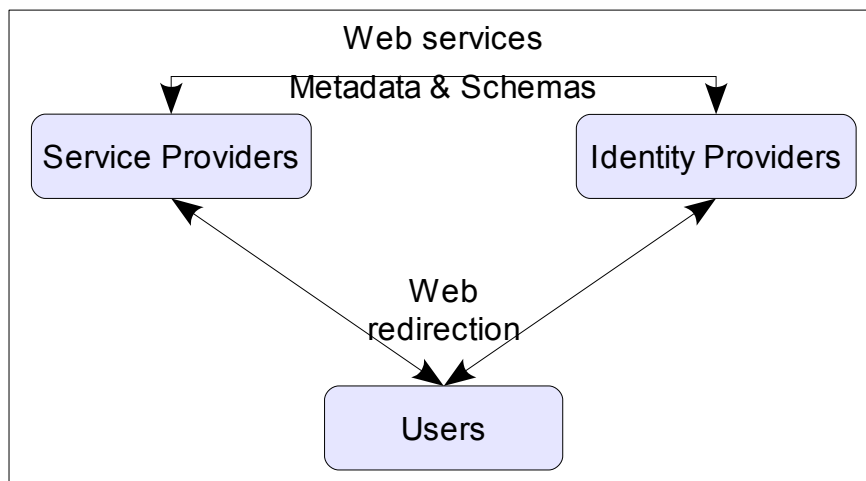 Web services
Metadata & Schemas
Service Providers
Identity Providers
Web
redirection
Users